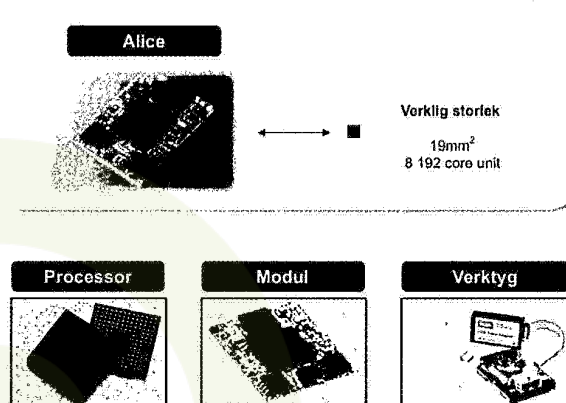 Alice
Verklig storlek
19mm²
8 192 core unit
Processor
Modul
Verktyg